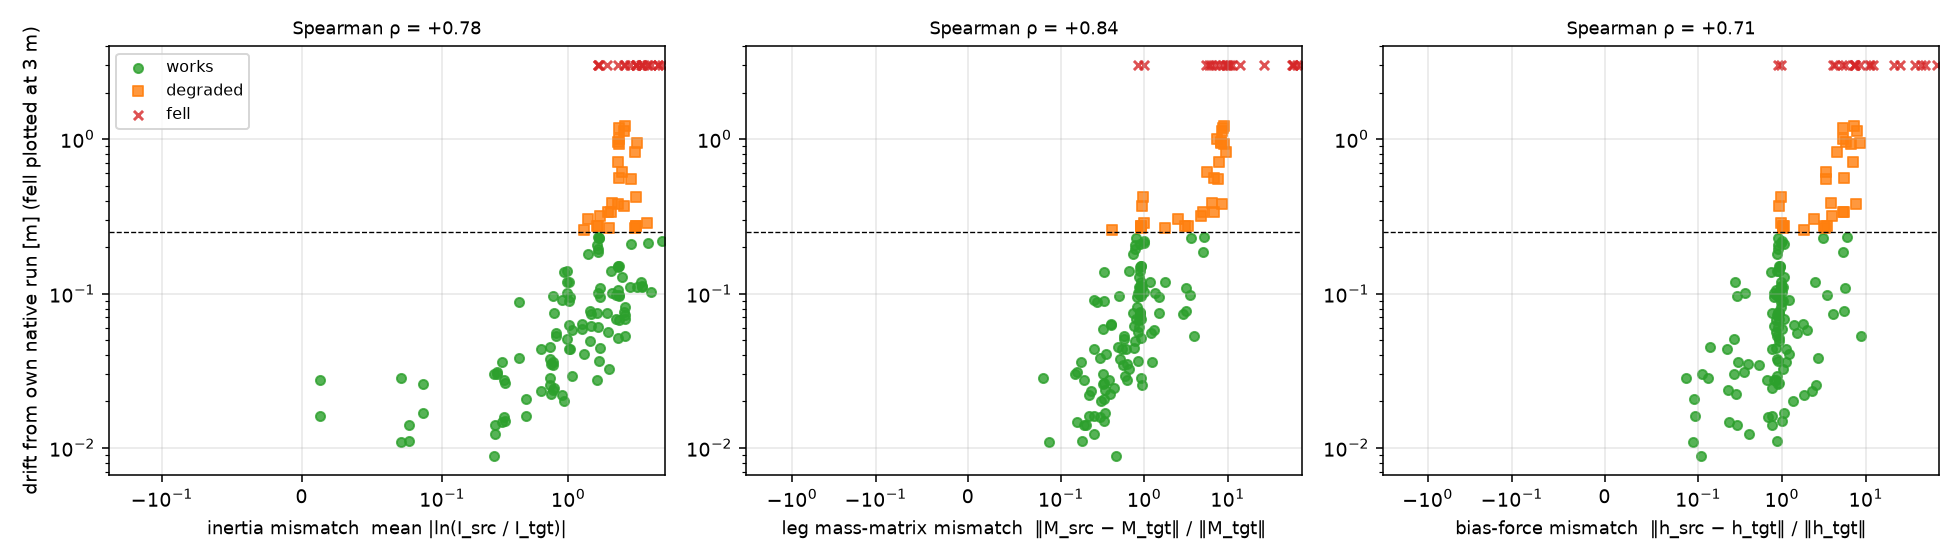 Spearman ρ = +0.78
Spearman ρ = +0.84
Spearman ρ = +0.71
works
degraded
fell
drift from own native run [m] (fell plotted at 3 m)
10⁰
10⁻¹
10⁻²
10⁰
10⁻¹
10⁻²
10⁰
10⁻¹
10⁻²
−10⁻¹ 0 10⁻¹ 10⁰
−10⁰ −10⁻¹ 0 10⁻¹ 10⁰ 10¹
−10⁰ −10⁻¹ 0 10⁻¹ 10⁰ 10¹
inertia mismatch mean |ln(I_src / I_tgt)|
leg mass-matrix mismatch ‖M_src − M_tgt‖ / ‖M_tgt‖
bias-force mismatch ‖h_src − h_tgt‖ / ‖h_tgt‖